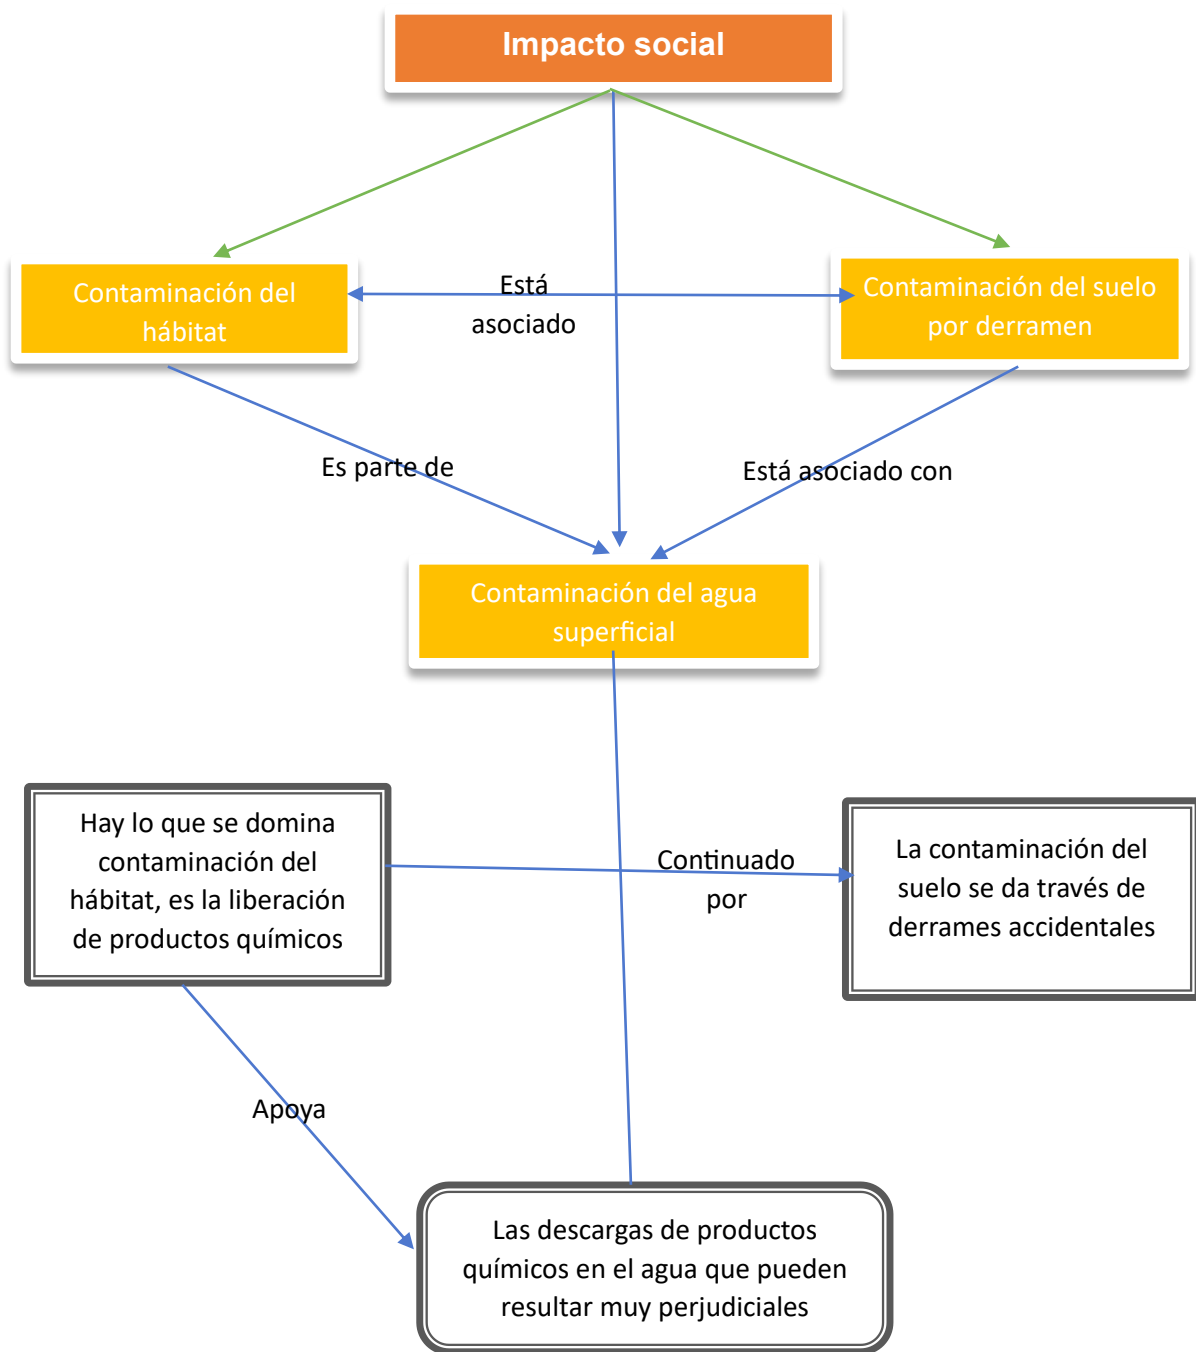 Impacto social
Contaminación del
hábitat
Está
asociado
Contaminación del suelo
por derramen
Es parte de
Está asociado con
Contaminación del agua
superficial
Hay lo que se domina
contaminación del
hábitat, es la liberación
de productos químicos
Continuado
por
La contaminación del
suelo se da través de
derrames accidentales
Apoya
Las descargas de productos
químicos en el agua que pueden
resultar muy perjudiciales